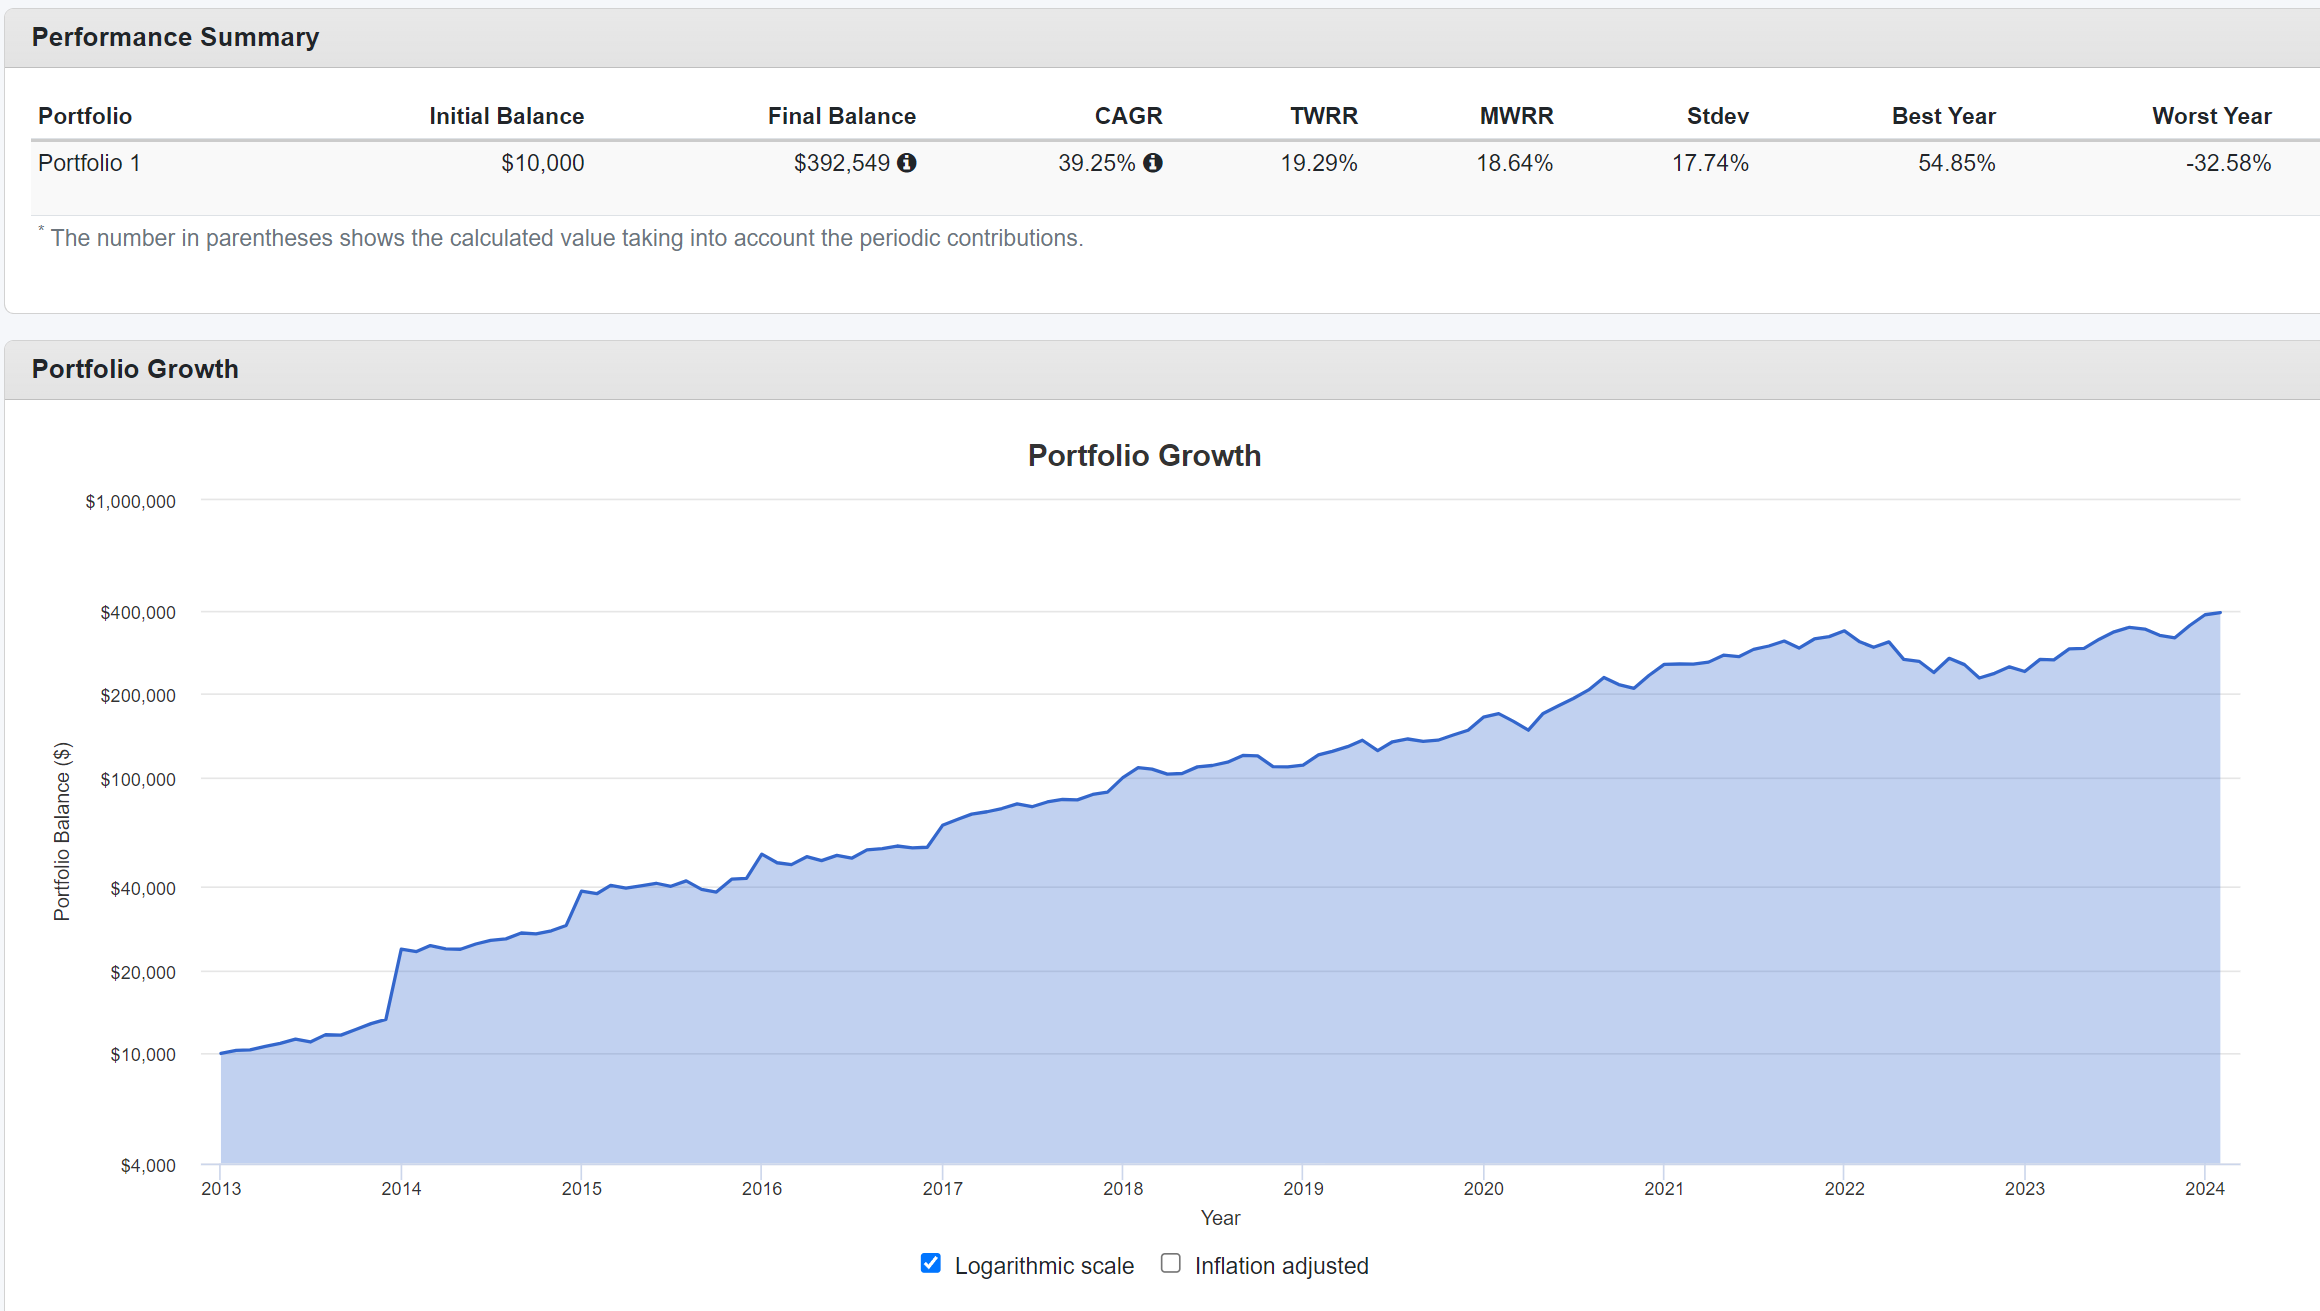 Performance Summary
Portfolio Initial Balance Final Balance CAGR TWRR MWRR Stdev Best Year Worst Year
Portfolio 1 $10,000 $392,549 39.25% 19.29% 18.64% 17.74% 54.85% -32.58%
* The number in parentheses shows the calculated value taking into account the periodic contributions.
Portfolio Growth
Portfolio Growth
$1,000,000
$400,000
$200,000
$100,000
$40,000
$20,000
$10,000
$4,000
Portfolio Balance ($)
2013 2014 2015 2016 2017 2018 2019 2020 2021 2022 2023 2024
Year
Logarithmic scale Inflation adjusted